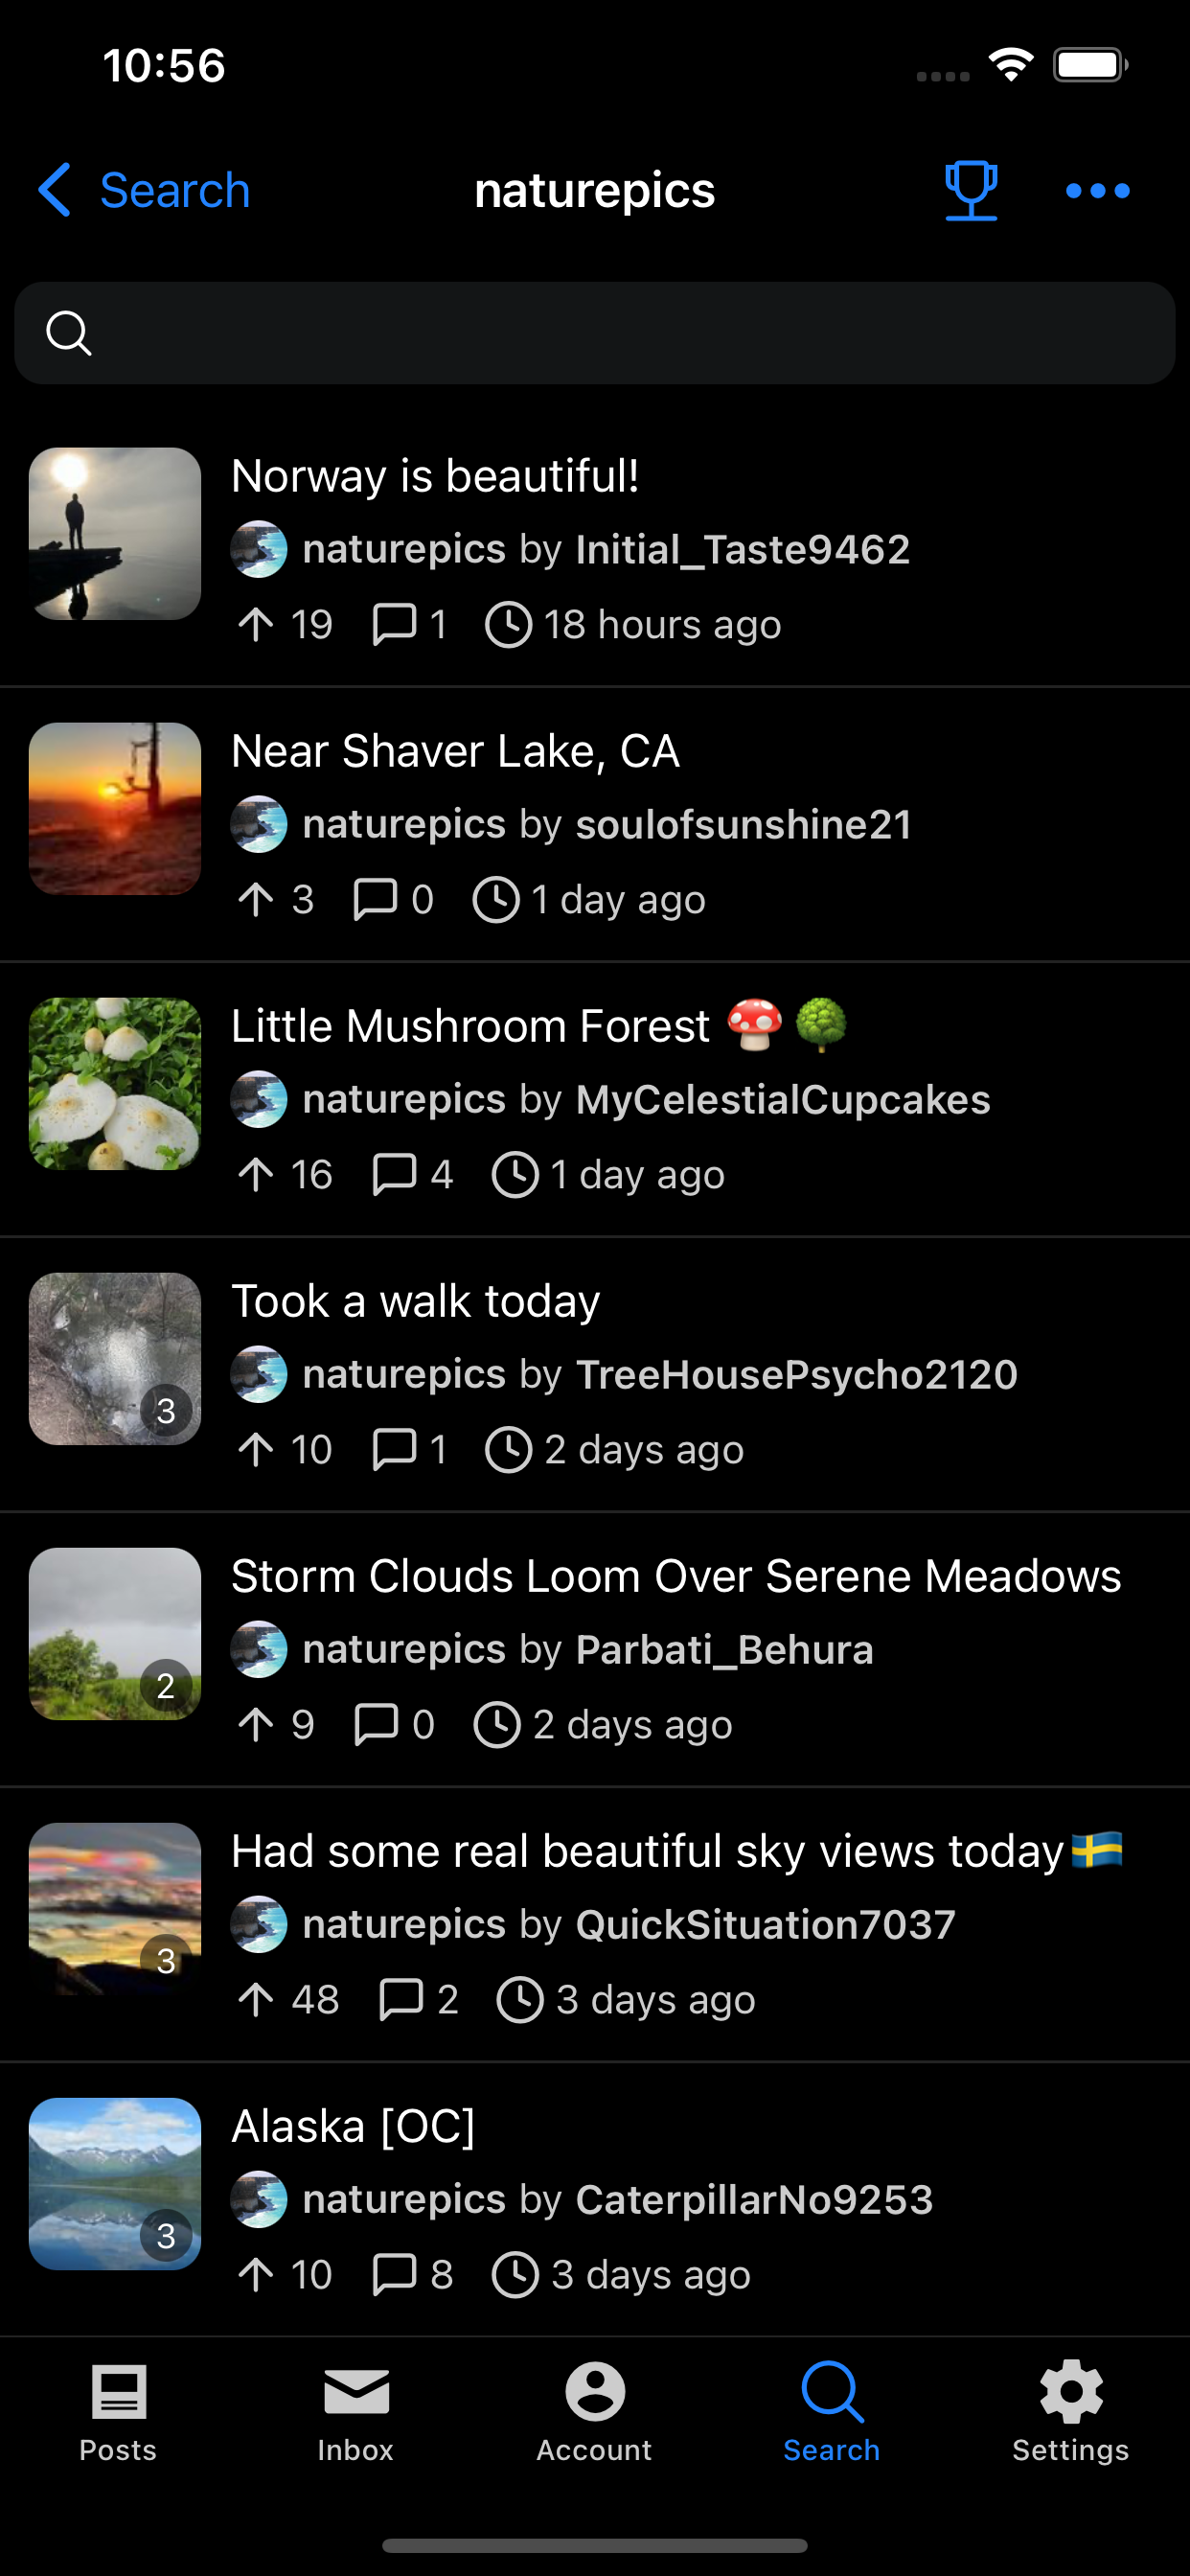 10:56
Search naturepics
Norway is beautiful!
naturepics by Initial_Taste9462
19 1 18 hours ago
Near Shaver Lake, CA
naturepics by soulofsunshine21
3 0 1 day ago
Little Mushroom Forest 🍄🌳
naturepics by MyCelestialCupcakes
16 4 1 day ago
Took a walk today
3
naturepics by TreeHousePsycho2120
10 1 2 days ago
Storm Clouds Loom Over Serene Meadows
2
naturepics by Parbati_Behura
9 0 2 days ago
Had some real beautiful sky views today🇸🇪
3
naturepics by QuickSituation7037
48 2 3 days ago
Alaska [OC]
3
naturepics by CaterpillarNo9253
10 8 3 days ago
Posts Inbox Account Search Settings